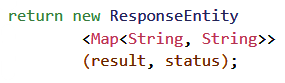 return new ResponseEntity
<Map<String, String>>
(result, status);